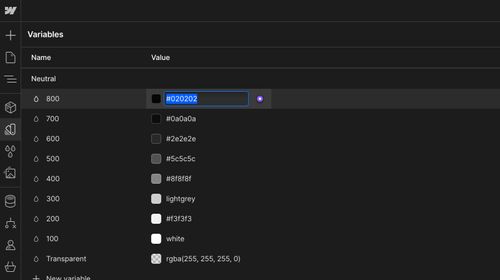 Variables
Name Value
Neutral
800 #020202
700 #0a0a0a
600 #2e2e2e
500 #5c5c5c
400 #8f8f8f
300 lightgrey
200 #f3f3f3
100 white
Transparent rgba(255, 255, 255, 0)
New variable